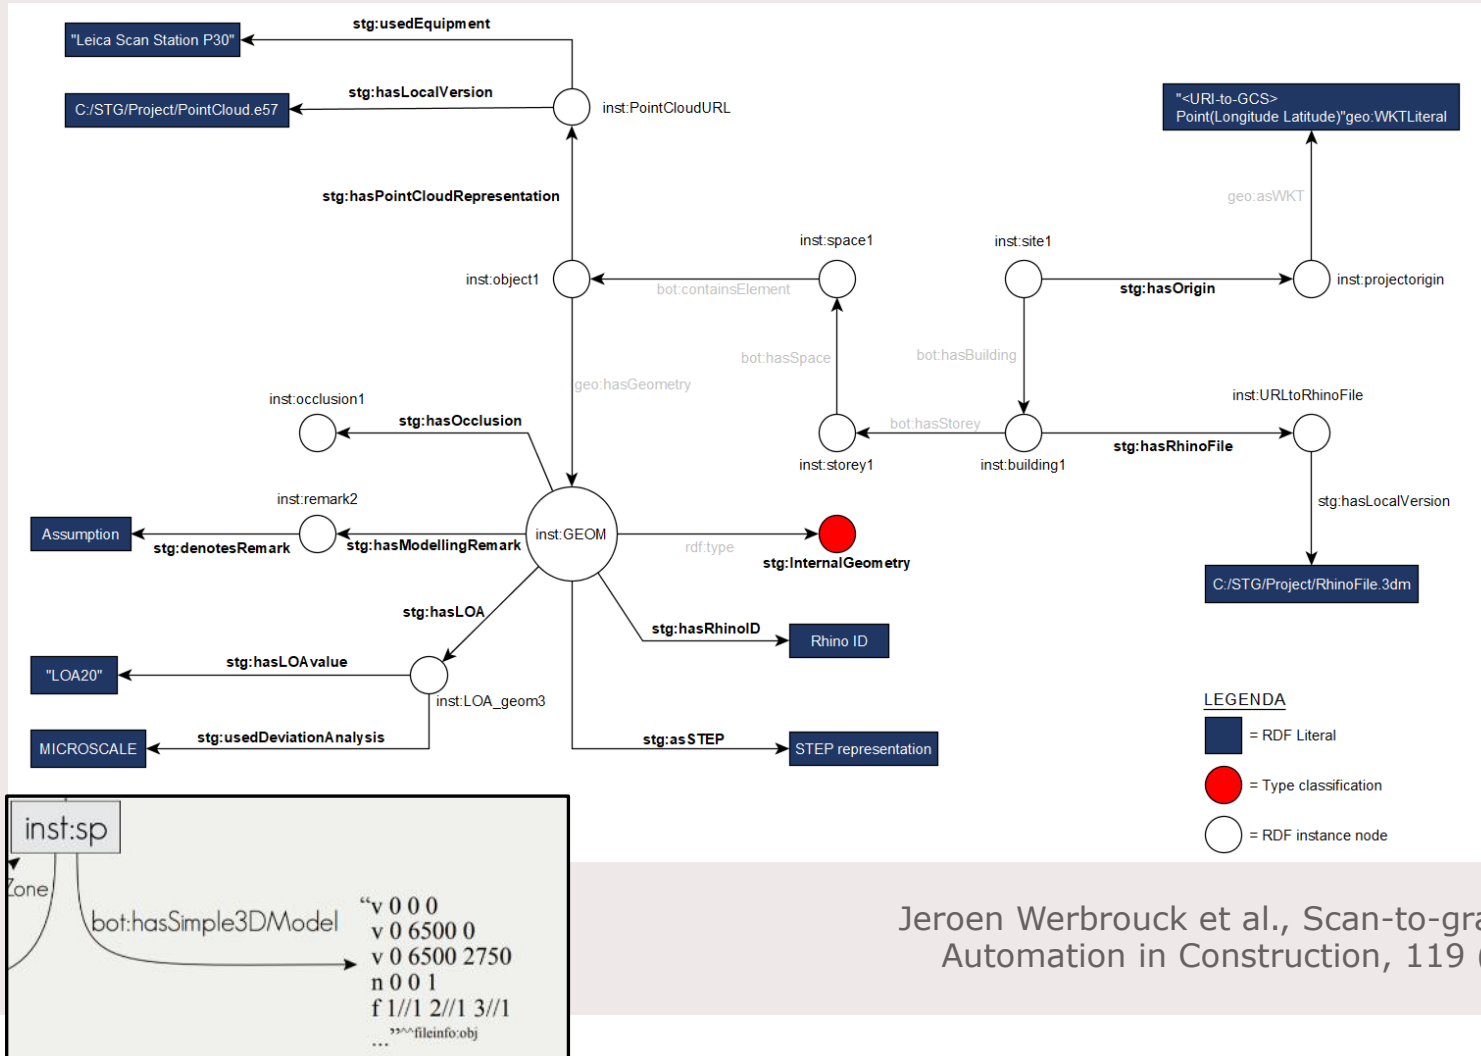 stg:usedEquipment
"Leica Scan Station P30"
stg:hasLocalVersion
C:/STG/Project/PointCloud.e57
inst:PointCloudURL
"<URI-to-GCS>
Point(Longitude Latitude)"geo:WKTLiteral
stg:hasPointCloudRepresentation
geo:asWKT
inst:space1
inst:site1
inst:object1
bot:containsElement
stg:hasOrigin
inst:projectorigin
bot:hasSpace
bot:hasBuilding
geo:hasGeometry
inst:occlusion1
stg:hasOcclusion
inst:URLtoRhinoFile
bot:hasStorey
stg:hasRhinoFile
inst:storey1
inst:building1
inst:remark2
stg:hasLocalVersion
Assumption
stg:denotesRemark
stg:hasModellingRemark
inst:GEOM
rdf:type
stg:InternalGeometry
C:/STG/Project/RhinoFile.3dm
stg:hasLOA
stg:hasRhinoID
Rhino ID
stg:hasLOAvalue
"LOA20"
inst:LOA_geom3
stg:usedDeviationAnalysis
MICROSCALE
stg:asSTEP
STEP representation
LEGENDA
= RDF Literal
= Type classification
= RDF instance node
inst:sp
Zone
bot:hasSimple3DModel
“v 0 0 0
v 0 6500 0
v 0 6500 2750
n 0 0 1
f 1//1 2//1 3//1
... ”^^fileinfo:obj
Jeroen Werbrouck et al., Scan-to-gra
Automation in Construction, 119 (